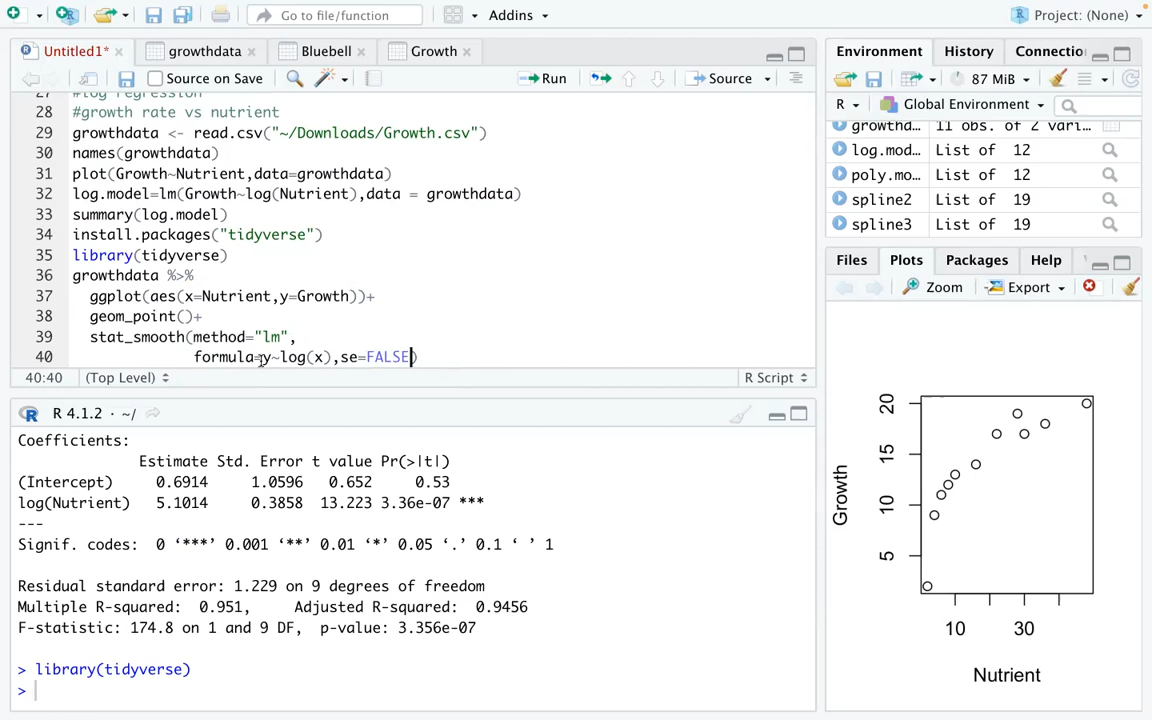 Go to file/function
Addins
Project: (None)
Untitled1*
growthdata
Bluebell
Growth
Source on Save
Run
Source
#log regression
28 #growth rate vs nutrient
29 growthdata <- read.csv("~/Downloads/Growth.csv")
30 names(growthdata)
31 plot(Growth~Nutrient,data=growthdata)
32 log.model=lm(Growth~log(Nutrient),data = growthdata)
33 summary(log.model)
34 install.packages("tidyverse")
35 library(tidyverse)
36 growthdata %>%
37 ggplot(aes(x=Nutrient,y=Growth))+
38 geom_point()+
39 stat_smooth(method="lm",
40 formula=y~log(x),se=FALSE)
40:40 (Top Level) R Script
R 4.1.2 · ~/
Coefficients:
Estimate Std. Error t value Pr(>|t|)
(Intercept) 0.6914 1.0596 0.652 0.53
log(Nutrient) 5.1014 0.3858 13.223 3.36e-07 ***
---
Signif. codes: 0 ‘***’ 0.001 ‘**’ 0.01 ‘*’ 0.05 ‘.’ 0.1 ‘ ’ 1
Residual standard error: 1.229 on 9 degrees of freedom
Multiple R-squared: 0.951, Adjusted R-squared: 0.9456
F-statistic: 174.8 on 1 and 9 DF, p-value: 3.356e-07
> library(tidyverse)
>
Environment
History
Connectio
87 MiB
R
Global Environment
growthd… 11 obs. of 2 vari…
log.mod… List of 12
poly.mo… List of 12
spline2 List of 19
spline3 List of 19
Files
Plots
Packages
Help
Zoom
Export
20
15
10
5
Growth
10 30
Nutrient